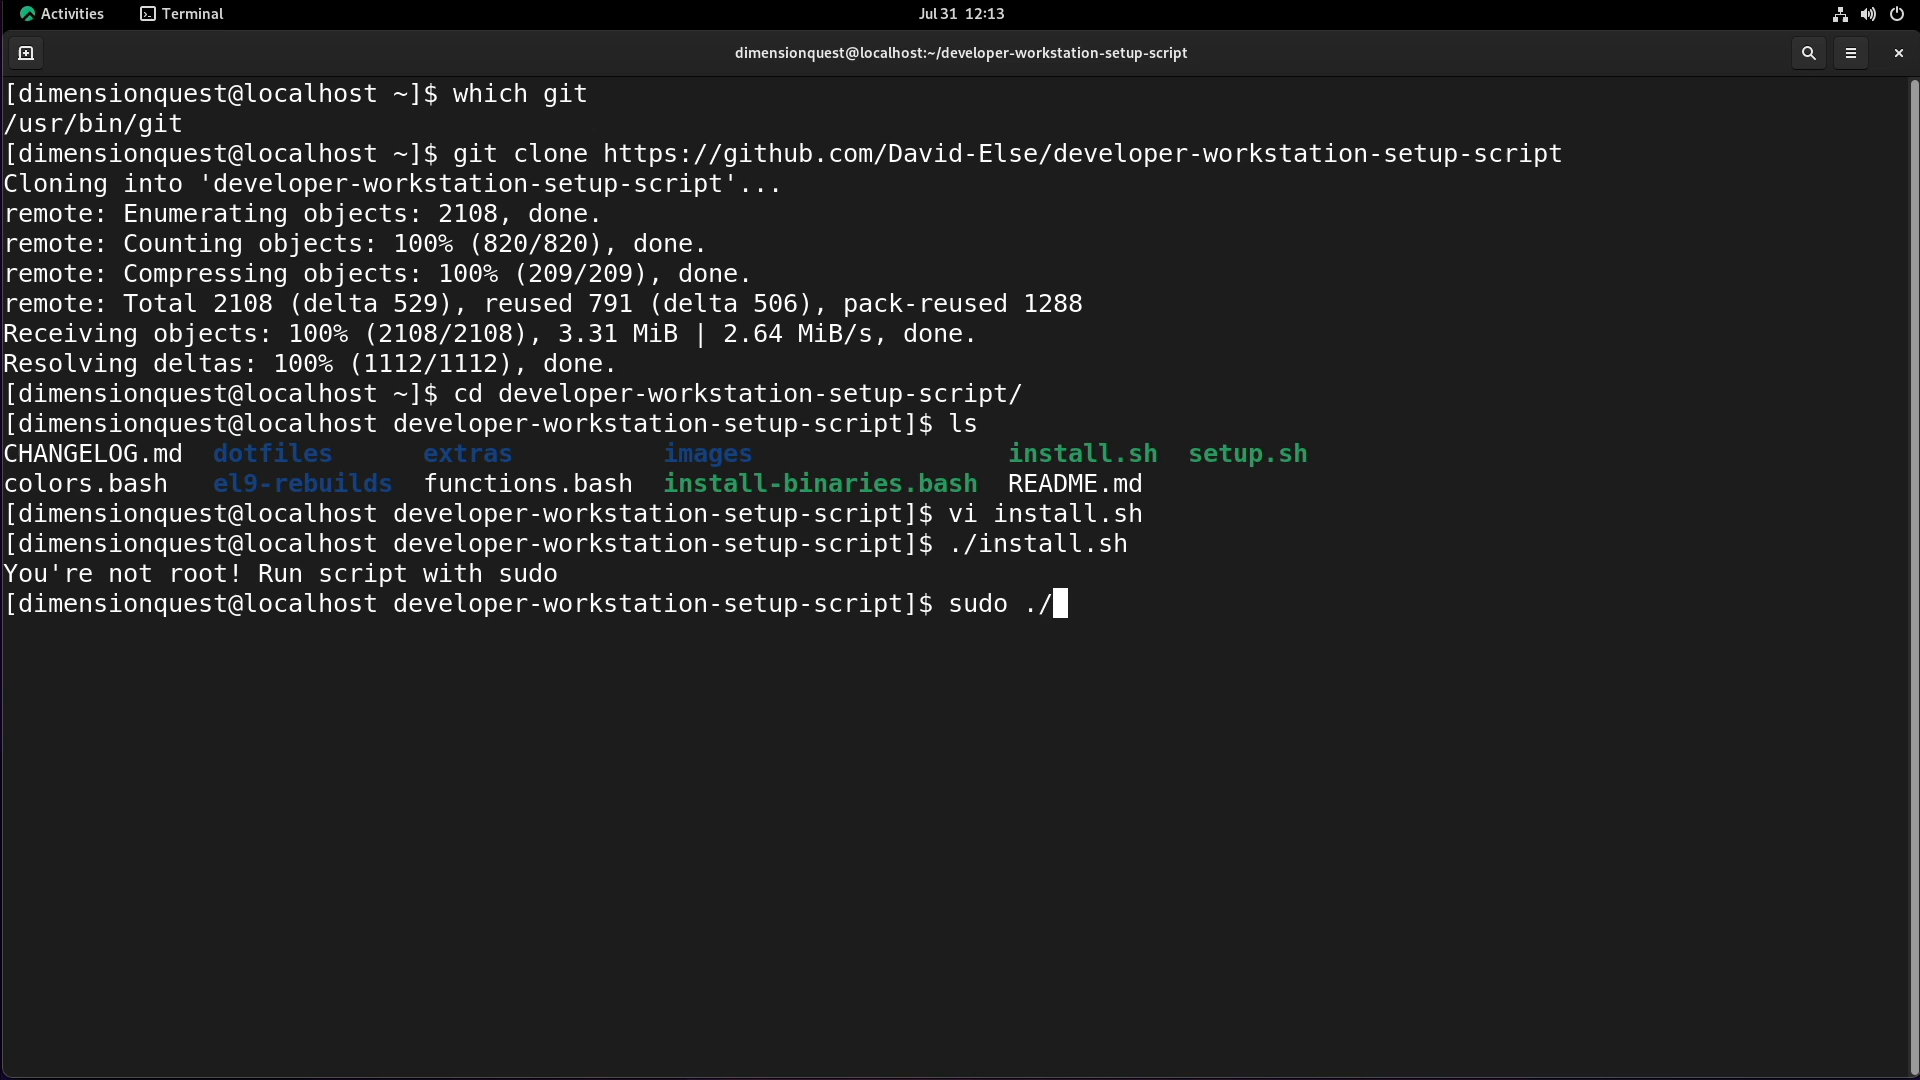 Activities Terminal Jul 31 12:13
dimensionquest@localhost:~/developer-workstation-setup-script
[dimensionquest@localhost ~]$ which git
/usr/bin/git
[dimensionquest@localhost ~]$ git clone https://github.com/David-Else/developer-workstation-setup-script
Cloning into 'developer-workstation-setup-script'...
remote: Enumerating objects: 2108, done.
remote: Counting objects: 100% (820/820), done.
remote: Compressing objects: 100% (209/209), done.
remote: Total 2108 (delta 529), reused 791 (delta 506), pack-reused 1288
Receiving objects: 100% (2108/2108), 3.31 MiB | 2.64 MiB/s, done.
Resolving deltas: 100% (1112/1112), done.
[dimensionquest@localhost ~]$ cd developer-workstation-setup-script/
[dimensionquest@localhost developer-workstation-setup-script]$ ls
CHANGELOG.md dotfiles extras images install.sh setup.sh
colors.bash el9-rebuilds functions.bash install-binaries.bash README.md
[dimensionquest@localhost developer-workstation-setup-script]$ vi install.sh
[dimensionquest@localhost developer-workstation-setup-script]$ ./install.sh
You're not root! Run script with sudo
[dimensionquest@localhost developer-workstation-setup-script]$ sudo ./